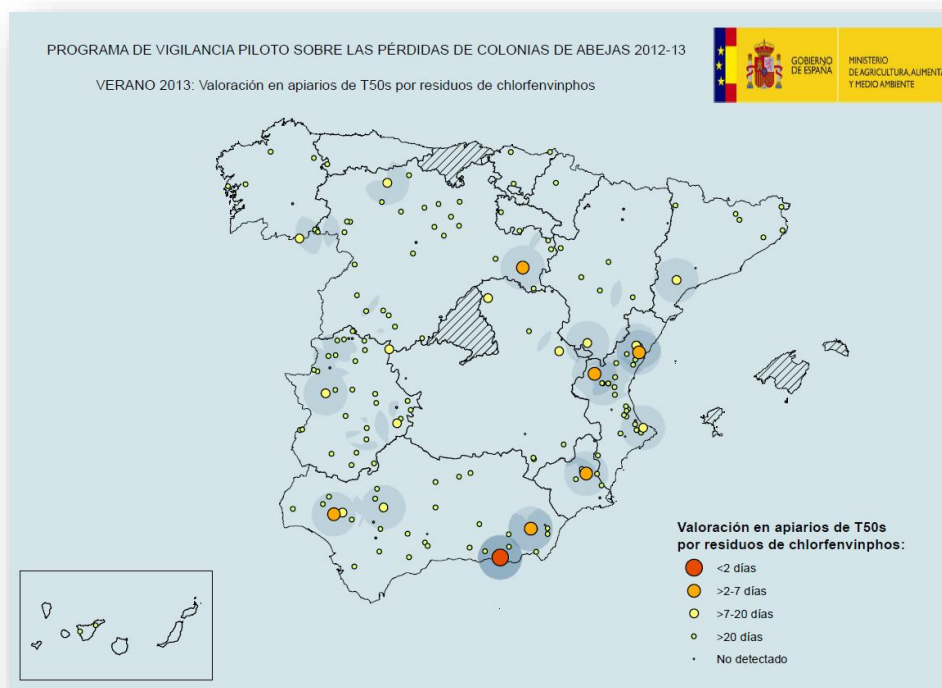 PROGRAMA DE VIGILANCIA PILOTO SOBRE LAS PÉRDIDAS DE COLONIAS DE ABEJAS 2012-13
VERANO 2013: Valoración en apiarios de T50s por residuos de chlorfenvinphos
GOBIERNO
DE ESPAÑA
MINISTERIO
DE AGRICULTURA, ALIMENTA
Y MEDIO AMBIENTE
Valoración en apiarios de T50s
por residuos de chlorfenvinphos:
<2 días
>2-7 días
>7-20 días
>20 días
No detectado